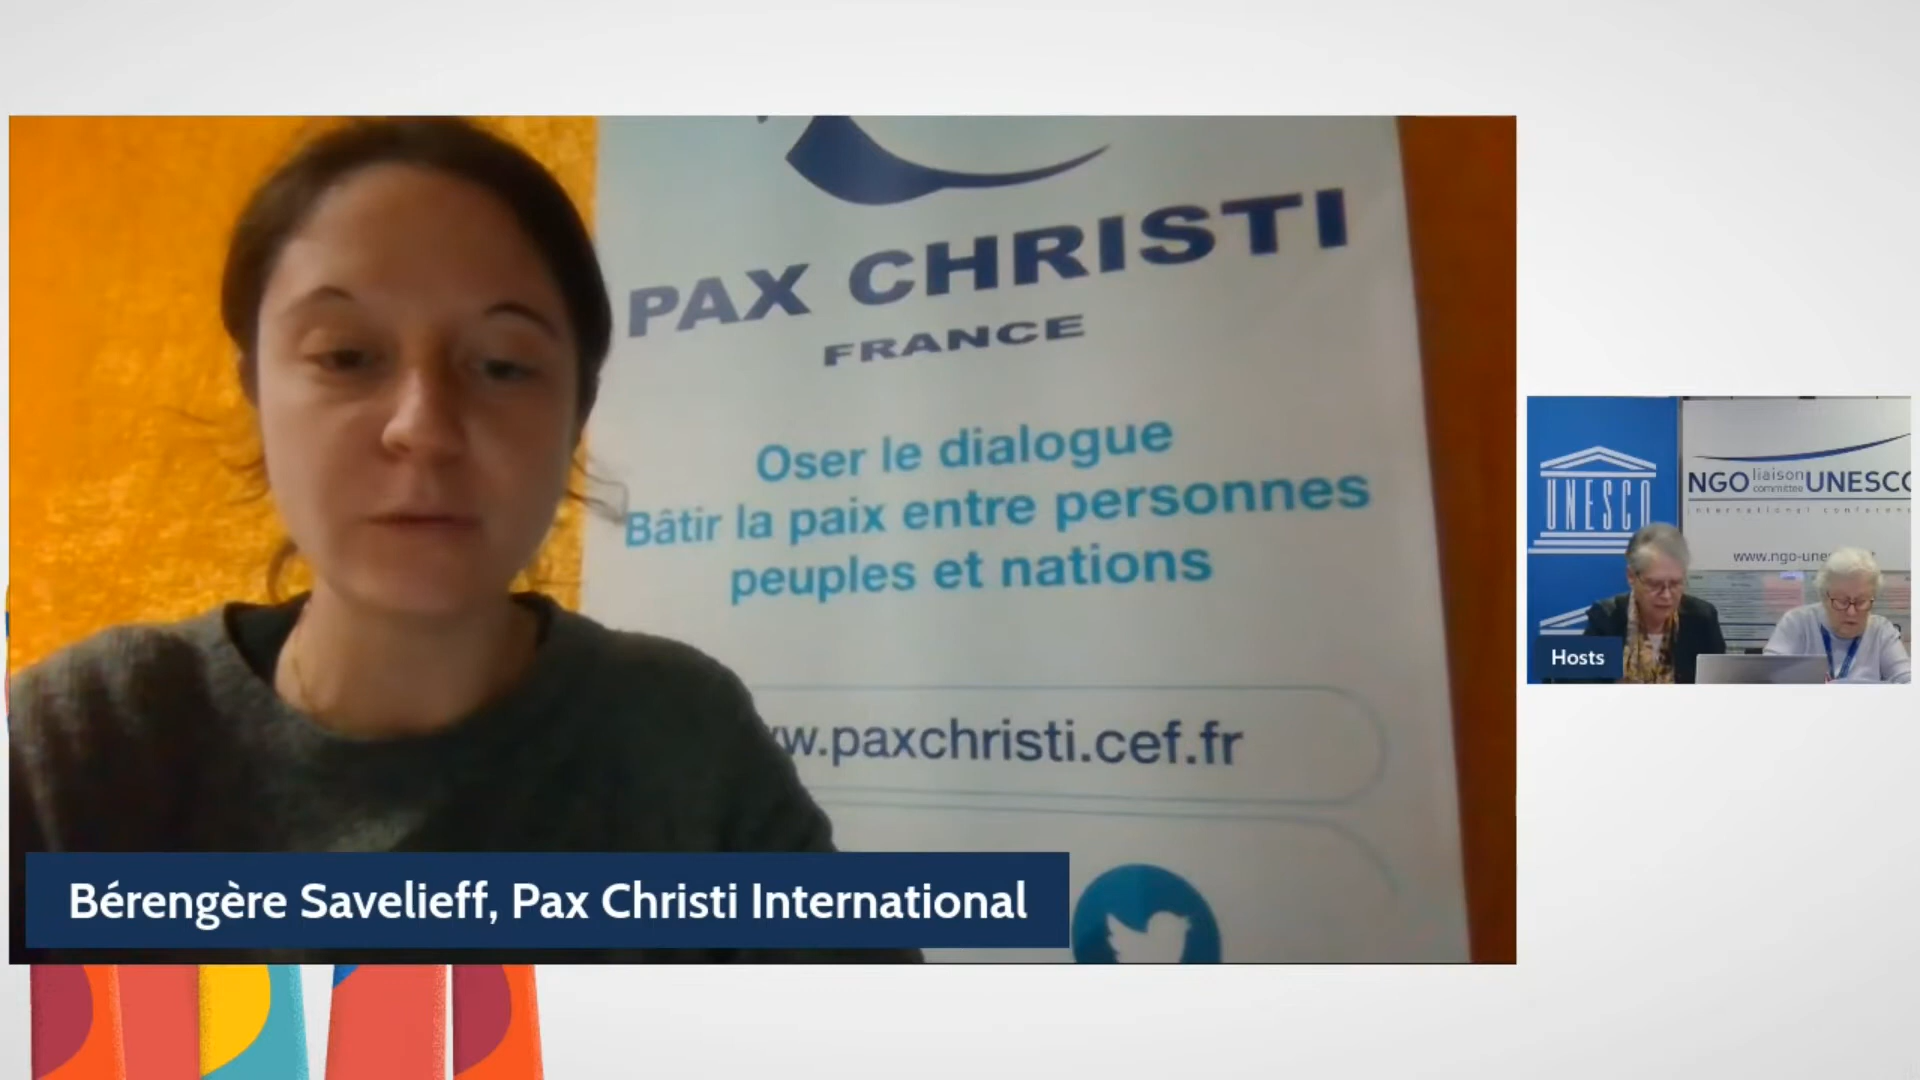 PAX CHRISTI
FRANCE
Oser le dialogue
Bâtir la paix entre personnes
peuples et nations
w.paxchristi.cef.fr
Bérengère Savelieff, Pax Christi International
UNESCO
NGO liaison committee UNESCO
international
www.ngo-une
Hosts